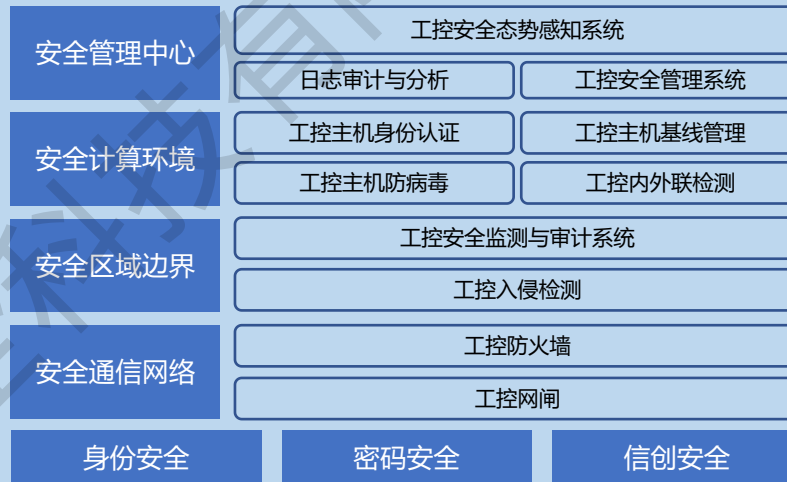 安全管理中心
工控安全态势感知系统
日志审计与分析
工控安全管理系统
安全计算环境
工控主机身份认证
工控主机基线管理
工控主机防病毒
工控内外联检测
安全区域边界
工控安全监测与审计系统
工控入侵检测
安全通信网络
工控防火墙
工控网闸
身份安全
密码安全
信创安全
科技有